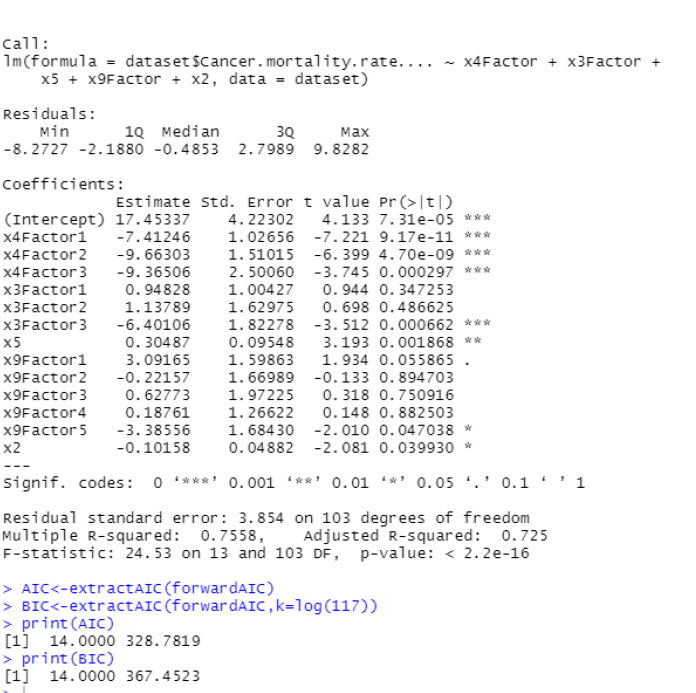 Call:
lm(formula = dataset$Cancer.mortality.rate.... ~ x4Factor + x3Factor +
    x5 + x9Factor + x2, data = dataset)
Residuals:
    Min      1Q  Median      3Q     Max
-8.2727 -2.1880 -0.4853  2.7989  9.8282
Coefficients:
            Estimate Std. Error t value Pr(>|t|)
(Intercept) 17.45337    4.22302   4.133 7.31e-05 ***
x4Factor1   -7.41246    1.02656  -7.221 9.17e-11 ***
x4Factor2   -9.66303    1.51015  -6.399 4.70e-09 ***
x4Factor3   -9.36506    2.50060  -3.745 0.000297 ***
x3Factor1    0.94828    1.00427   0.944 0.347253
x3Factor2    1.13789    1.62975   0.698 0.486625
x3Factor3   -6.40106    1.82278  -3.512 0.000662 ***
x5           0.30487    0.09548   3.193 0.001868 **
x9Factor1    3.09165    1.59863   1.934 0.055865 .
x9Factor2   -0.22157    1.66989  -0.133 0.894703
x9Factor3    0.62773    1.97225   0.318 0.750916
x9Factor4    0.18761    1.26622   0.148 0.882503
x9Factor5   -3.38556    1.68430  -2.010 0.047038 *
x2          -0.10158    0.04882  -2.081 0.039930 *
---
Signif. codes:  0 ‘***’ 0.001 ‘**’ 0.01 ‘*’ 0.05 ‘.’ 0.1 ‘ ’ 1
Residual standard error: 3.854 on 103 degrees of freedom
Multiple R-squared:  0.7558,    Adjusted R-squared:  0.725
F-statistic: 24.53 on 13 and 103 DF,  p-value: < 2.2e-16
> AIC<-extractAIC(forwardAIC)
> BIC<-extractAIC(forwardAIC,k=log(117))
> print(AIC)
[1]  14.0000 328.7819
> print(BIC)
[1]  14.0000 367.4523
>